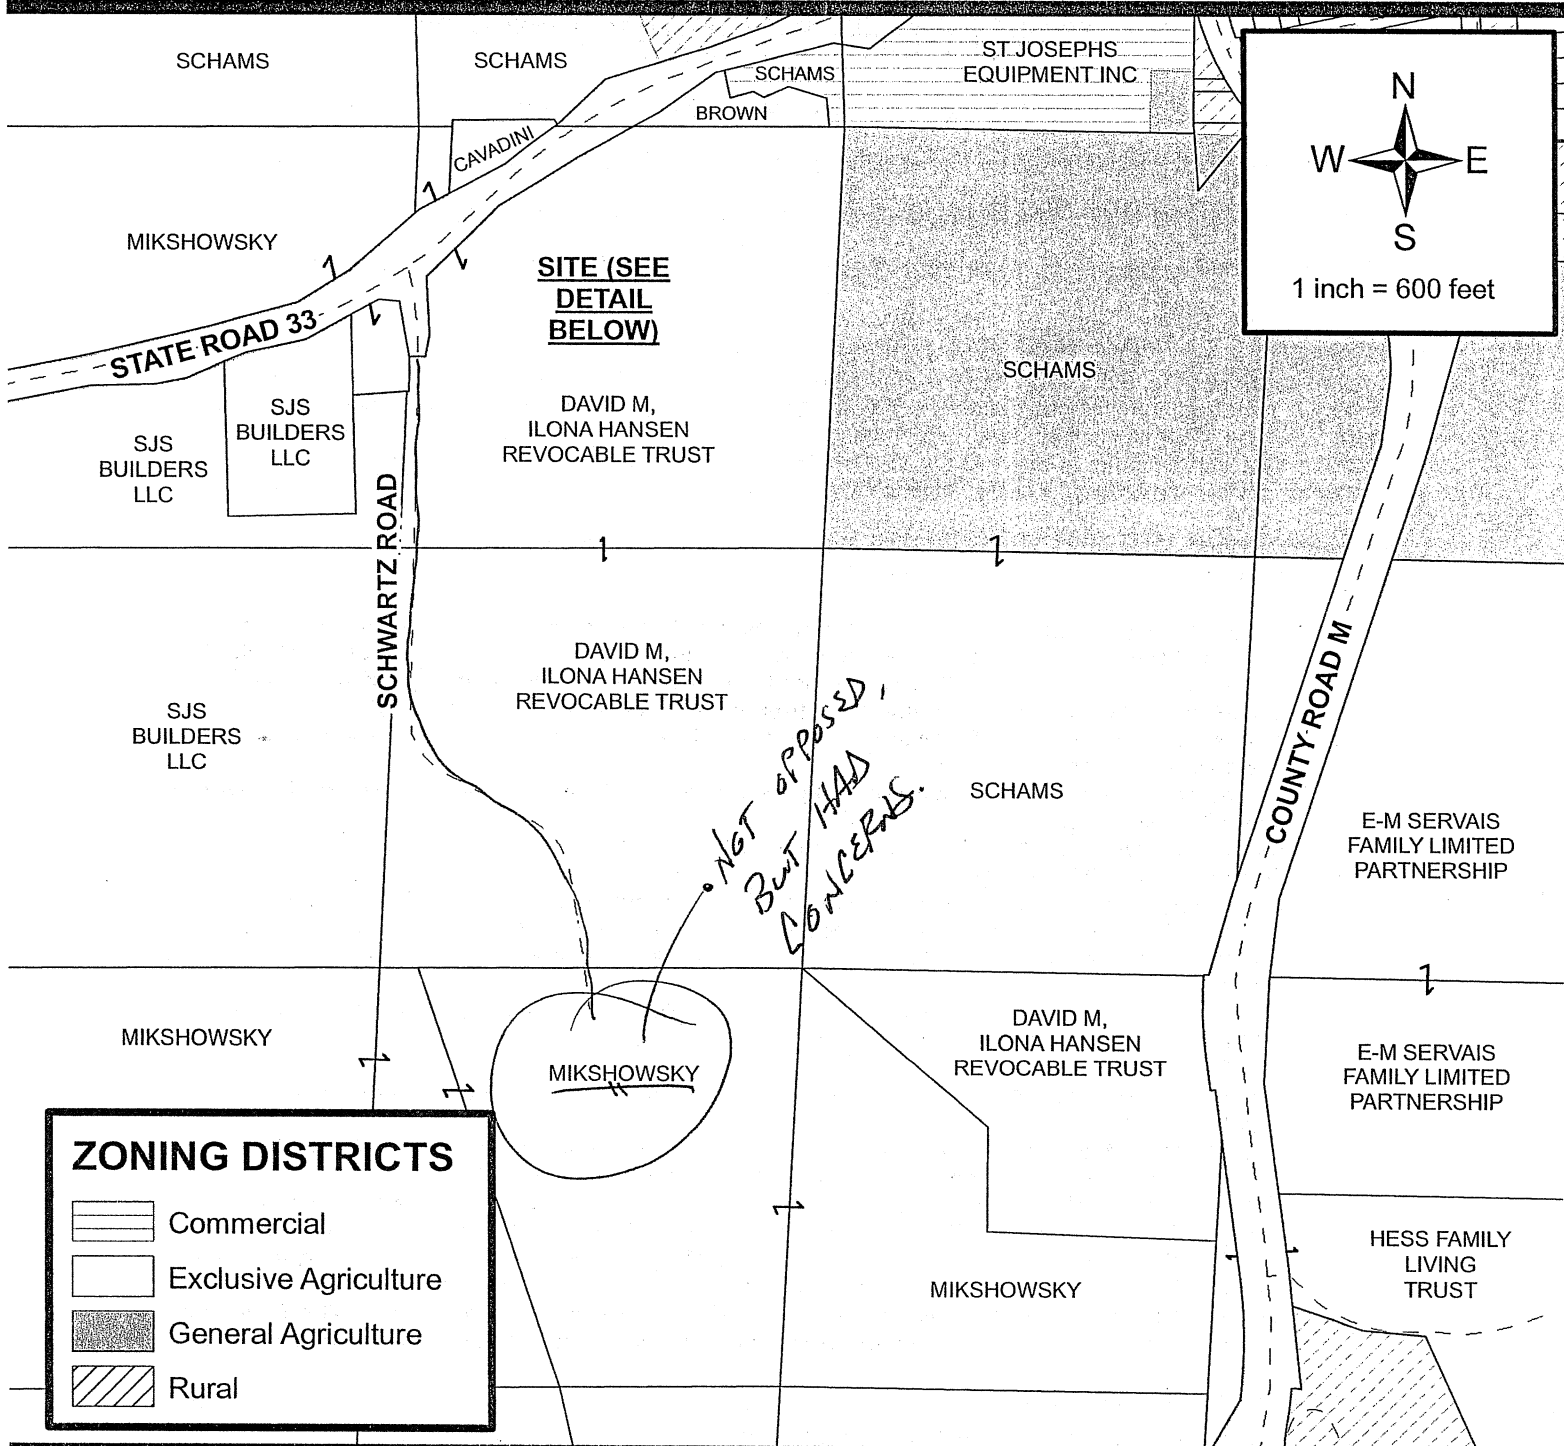 SCHAMS
SCHAMS
SCHAMS
BROWN
ST JOSEPHS
EQUIPMENT INC
N
W E
S
1 inch = 600 feet
CAVADINI
MIKSHOWSKY
STATE ROAD 33
SITE (SEE
DETAIL
BELOW)
DAVID M,
ILONA HANSEN
REVOCABLE TRUST
SCHAMS
SJS
BUILDERS
LLC
SJS
BUILDERS
LLC
SCHWARTZ ROAD
DAVID M,
ILONA HANSEN
REVOCABLE TRUST
SJS
BUILDERS
LLC
NOT OPPOSED,
BUT HAD
CONCERNS.
SCHAMS
COUNTY ROAD M
E-M SERVAIS
FAMILY LIMITED
PARTNERSHIP
MIKSHOWSKY
MIKSHOWSKY
DAVID M,
ILONA HANSEN
REVOCABLE TRUST
E-M SERVAIS
FAMILY LIMITED
PARTNERSHIP
MIKSHOWSKY
HESS FAMILY
LIVING
TRUST
ZONING DISTRICTS
Commercial
Exclusive Agriculture
General Agriculture
Rural